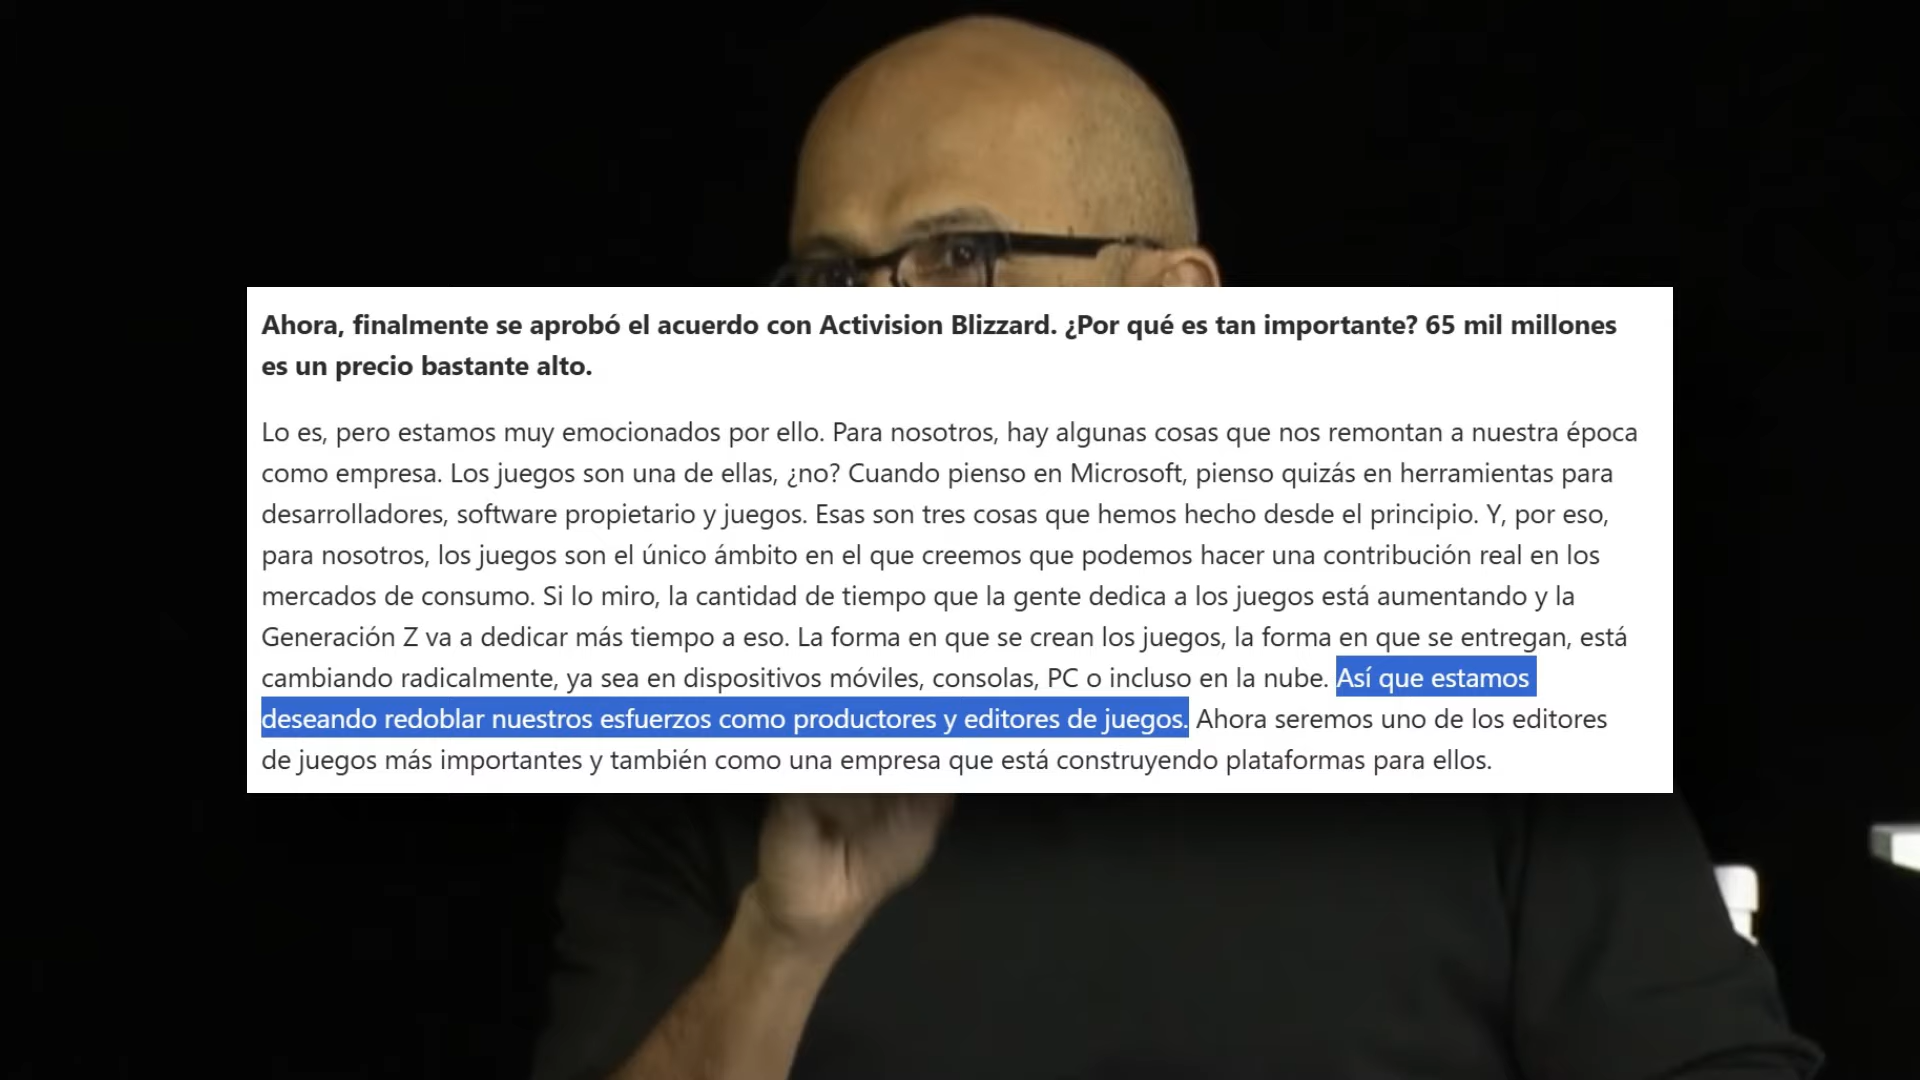 Ahora, finalmente se aprobó el acuerdo con Activision Blizzard. ¿Por qué es tan importante? 65 mil millones
es un precio bastante alto.
Lo es, pero estamos muy emocionados por ello. Para nosotros, hay algunas cosas que nos remontan a nuestra época
como empresa. Los juegos son una de ellas, ¿no? Cuando pienso en Microsoft, pienso quizás en herramientas para
desarrolladores, software propietario y juegos. Esas son tres cosas que hemos hecho desde el principio. Y, por eso,
para nosotros, los juegos son el único ámbito en el que creemos que podemos hacer una contribución real en los
mercados de consumo. Si lo miro, la cantidad de tiempo que la gente dedica a los juegos está aumentando y la
Generación Z va a dedicar más tiempo a eso. La forma en que se crean los juegos, la forma en que se entregan, está
cambiando radicalmente, ya sea en dispositivos móviles, consolas, PC o incluso en la nube. Así que estamos
deseando redoblar nuestros esfuerzos como productores y editores de juegos. Ahora seremos uno de los editores
de juegos más importantes y también como una empresa que está construyendo plataformas para ellos.